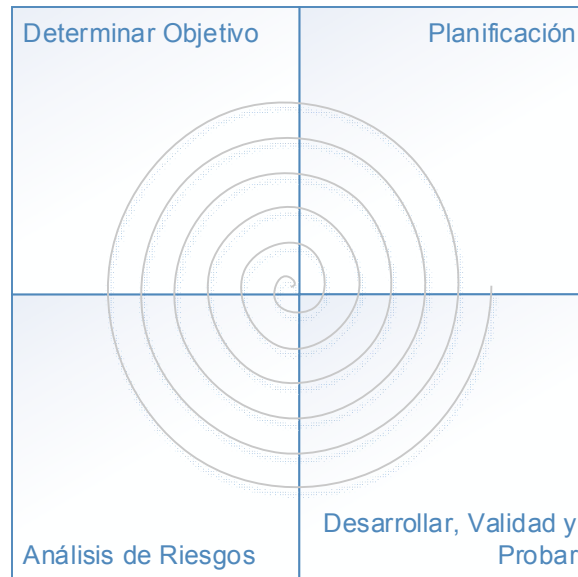 Determinar Objetivo
Planificación
Análisis de Riesgos
Desarrollar, Validad y
Probar